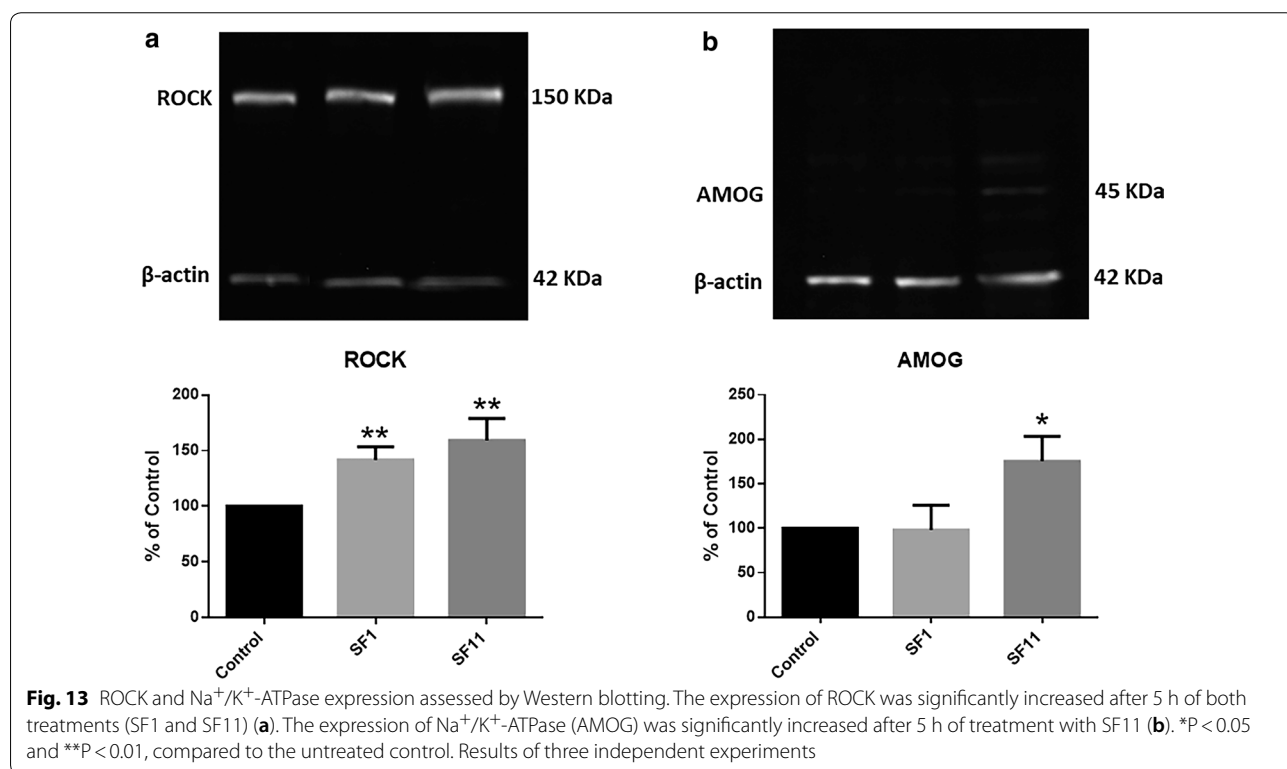 a
b
ROCK
150 KDa
β-actin
42 KDa
AMOG
45 KDa
β-actin
42 KDa
ROCK
% of Control
200
150
100
50
0
**
**
Control
SF1
SF11
AMOG
% of Control
250
200
150
100
50
0
*
Control
SF1
SF11
Fig. 13 ROCK and Na⁺/K⁺-ATPase expression assessed by Western blotting. The expression of ROCK was significantly increased after 5 h of both
treatments (SF1 and SF11) (a). The expression of Na⁺/K⁺-ATPase (AMOG) was significantly increased after 5 h of treatment with SF11 (b). *P < 0.05
and **P < 0.01, compared to the untreated control. Results of three independent experiments